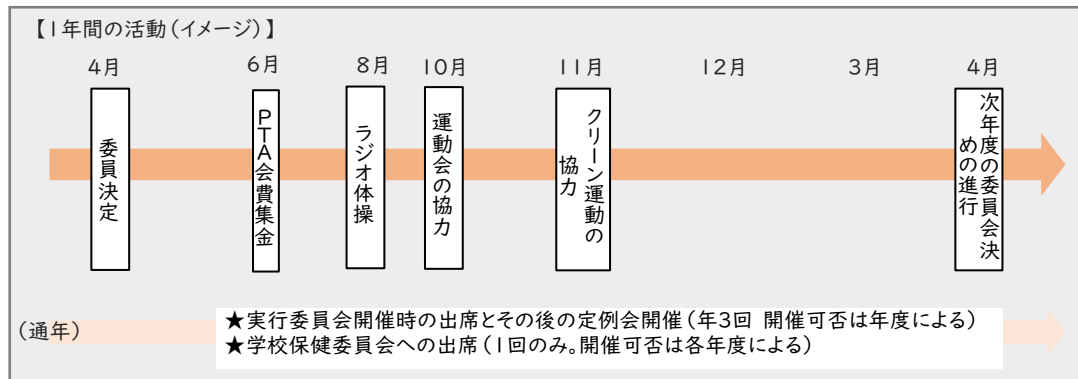 【1年間の活動(イメージ)】
4月
6月
8月
10月
11月
12月
3月
4月
委員決定
PTA会費集金
ラジオ体操
運動会の協力
クリーン運動の
協力
次年度の委員会決
めの進行
(通年)
★実行委員会開催時の出席とその後の定例会開催(年3回 開催可否は年度による)
★学校保健委員会への出席(1回のみ。開催可否は各年度による)